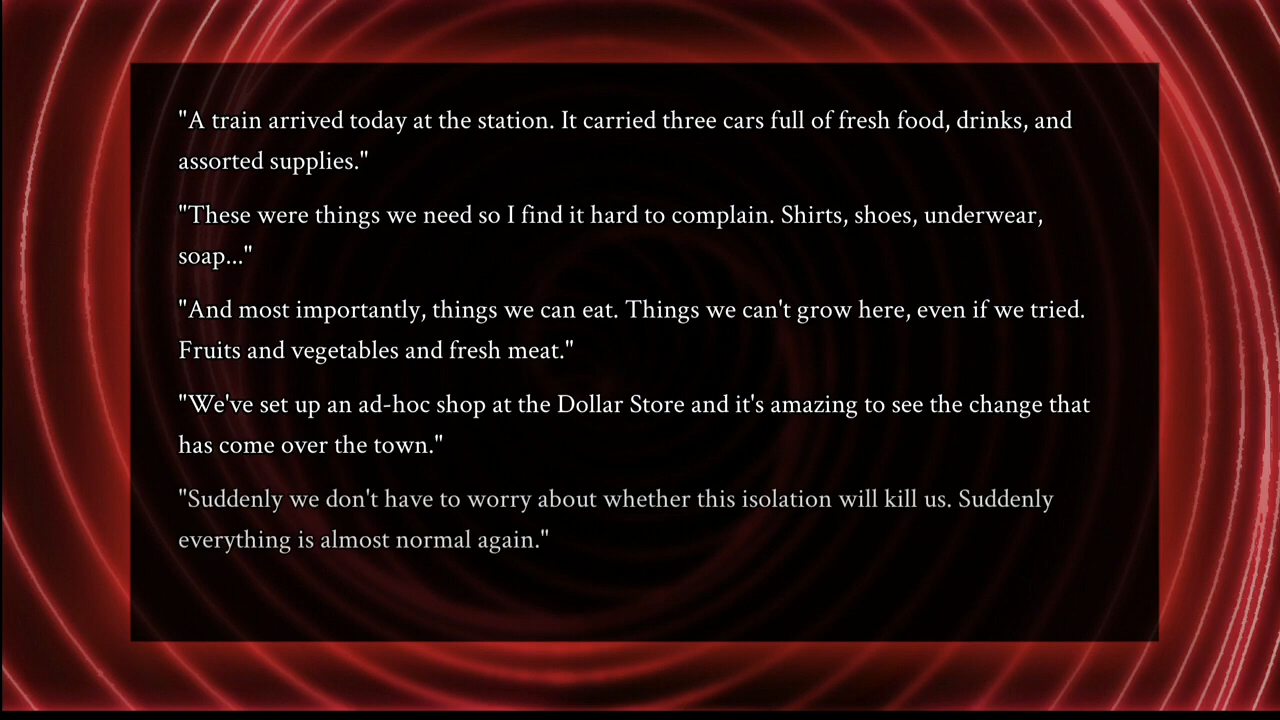 "A train arrived today at the station. It carried three cars full of fresh food, drinks, and
assorted supplies."
"These were things we need so I find it hard to complain. Shirts, shoes, underwear,
soap..."
"And most importantly, things we can eat. Things we can't grow here, even if we tried.
Fruits and vegetables and fresh meat."
"We've set up an ad-hoc shop at the Dollar Store and it's amazing to see the change that
has come over the town."
"Suddenly we don't have to worry about whether this isolation will kill us. Suddenly
everything is almost normal again."